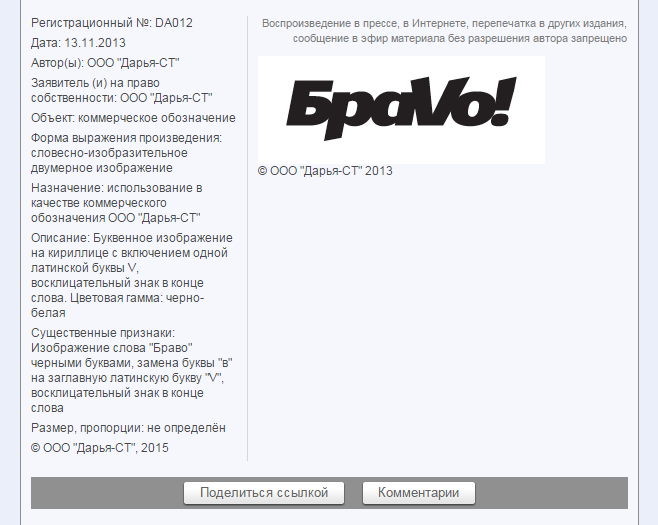 Регистрационный №: DA012
Дата: 13.11.2013
Автор(ы): ООО "Дарья-СТ"
Заявитель (и) на право
собственности: ООО "Дарья-СТ"
Объект: коммерческое обозначение
Форма выражения произведения:
словесно-изобразительное
двумерное изображение
Назначение: использование в
качестве коммерческого
обозначения ООО "Дарья-СТ"
Описание: Буквенное изображение
на кириллице с включением одной
латинской буквы V,
восклицательный знак в конце
слова. Цветовая гамма: черно-
белая
Существенные признаки:
Изображение слова "Браво"
черными буквами, замена буквы "в"
на заглавную латинскую букву "V",
восклицательный знак в конце
слова
Размер, пропорции: не определён
© ООО "Дарья-СТ", 2015
Воспроизведение в прессе, в Интернете, перепечатка в других издания,
сообщение в эфир материала без разрешения автора запрещено
БраVo!
© ООО "Дарья-СТ" 2013
Поделиться ссылкой
Комментарии